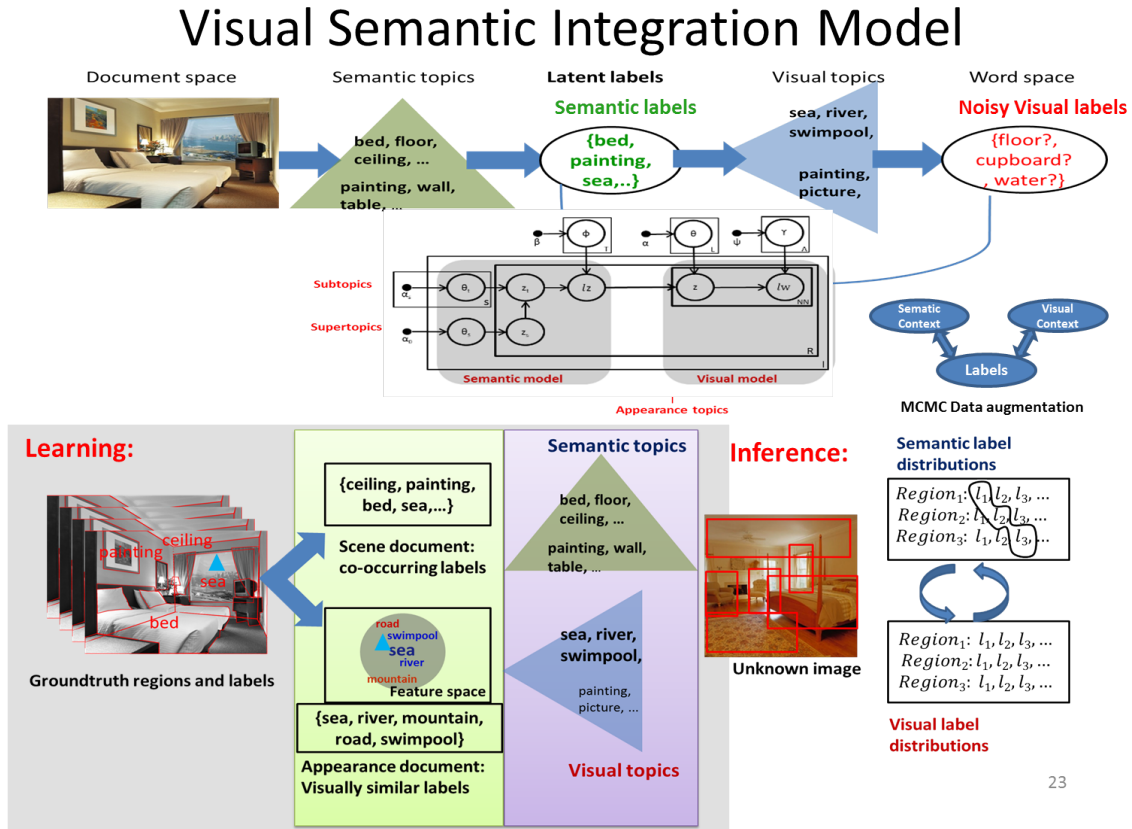 Visual Semantic Integration Model
Document space
Semantic topics
Latent labels
Visual topics
Word space
Semantic labels
Noisy Visual labels
bed, floor,
ceiling, ...
painting, wall,
table, ...
{bed,
painting,
sea,..}
sea, river,
swimpool,
painting,
picture,
{floor?,
cupboard?
, water?}
β
ϕ
T
α
θ
L
ψ
ϒ
Λ
Subtopics
Supertopics
θ
S
lz
z
lw
NN
R
I
Semantic model
Visual model
Appearance topics
Sematic
Context
Visual
Context
Labels
MCMC Data augmentation
Learning:
ceiling
painting
sea
bed
Groundtruth regions and labels
{ceiling, painting,
bed, sea,...}
Scene document:
co-occurring labels
road
swimpool
sea
river
mountain
Feature space
{sea, river, mountain,
road, swimpool}
Appearance document:
Visually similar labels
Semantic topics
bed, floor,
ceiling, ...
painting, wall,
table, ...
sea, river,
swimpool,
painting,
picture, ...
Visual topics
Inference:
Unknown image
Semantic label
distributions
Region₁: l₁, l₂, l₃, ...
Region₂: l₁, l₂, l₃, ...
Region₃: l₁, l₂, l₃, ...
Region₁: l₁, l₂, l₃, ...
Region₂: l₁, l₂, l₃, ...
Region₃: l₁, l₂, l₃, ...
Visual label
distributions
23